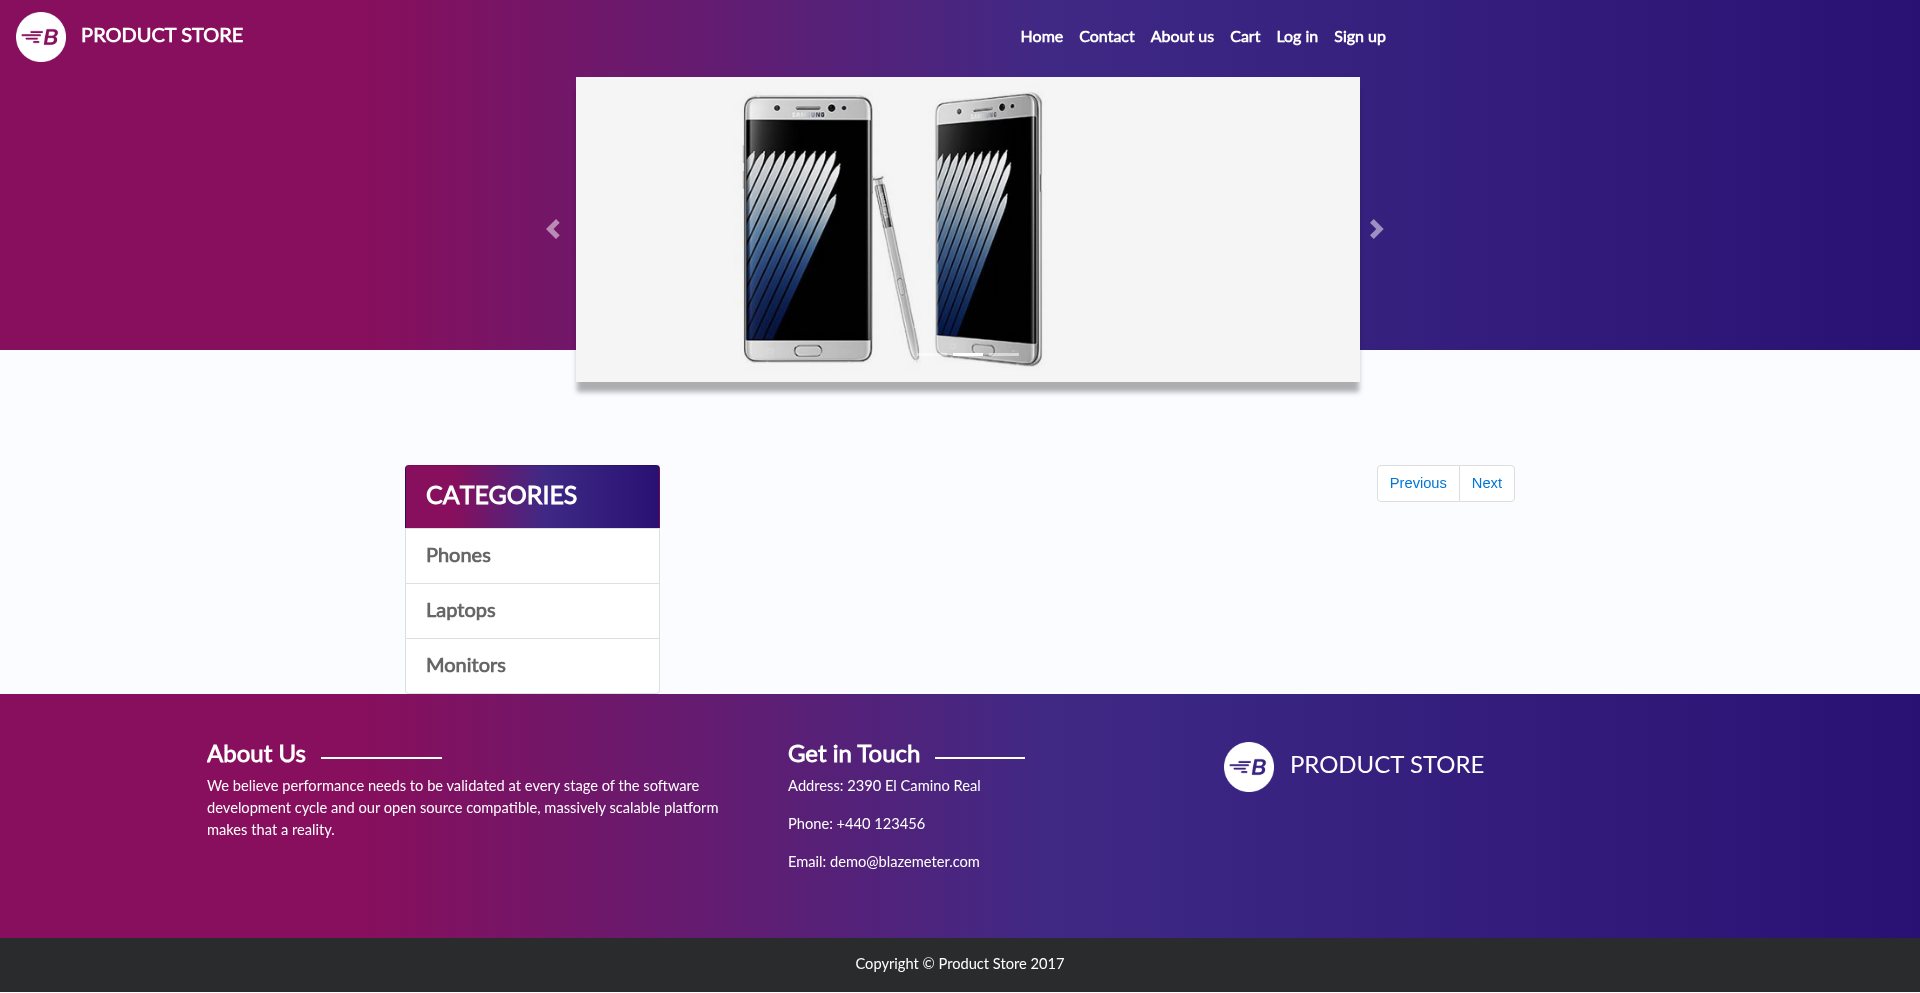 B PRODUCT STORE
Home Contact About us Cart Log in Sign up
SAMSUNG
SAMSUNG
CATEGORIES
Previous Next
Phones
Laptops
Monitors
About Us
We believe performance needs to be validated at every stage of the software
development cycle and our open source compatible, massively scalable platform
makes that a reality.
Get in Touch
Address: 2390 El Camino Real
Phone: +440 123456
Email: demo@blazemeter.com
B PRODUCT STORE
Copyright © Product Store 2017